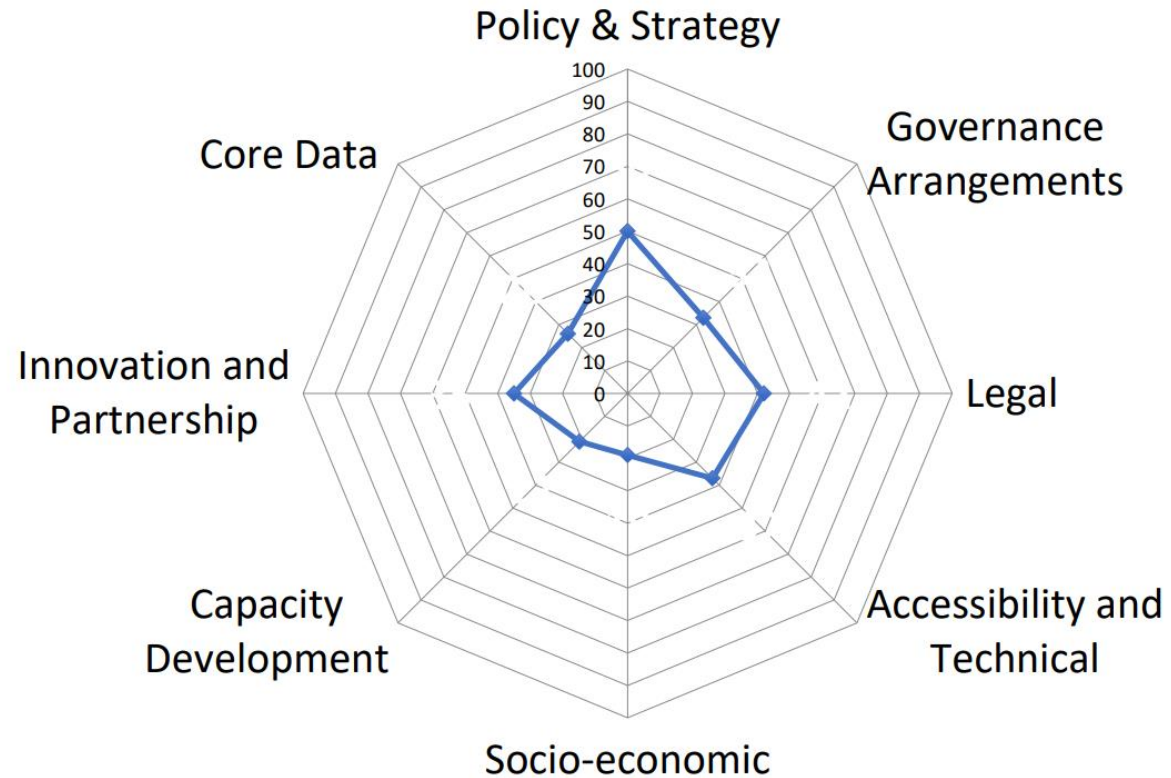 Policy & Strategy
100
90
80
70
60
50
40
30
20
10
0
Governance
Arrangements
Legal
Accessibility and
Technical
Socio-economic
Capacity
Development
Innovation and
Partnership
Core Data